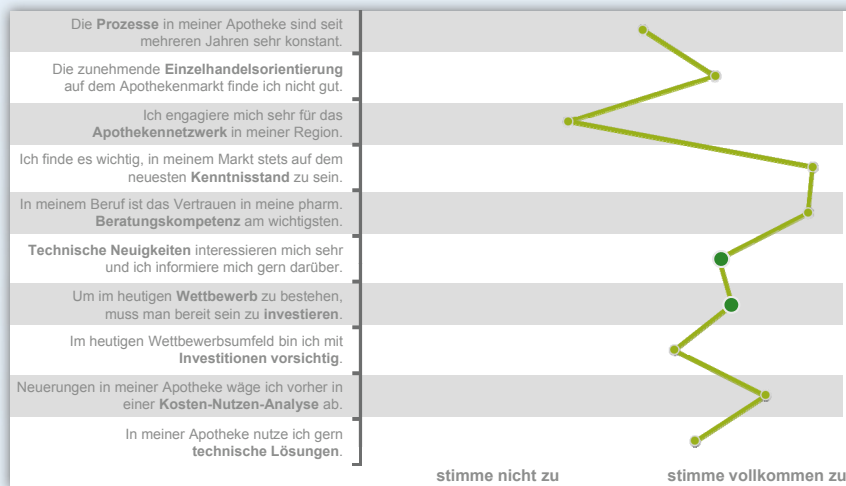 Die Prozesse in meiner Apotheke sind seit
mehreren Jahren sehr konstant.
Die zunehmende Einzelhandelsorientierung
auf dem Apothekenmarkt finde ich nicht gut.
Ich engagiere mich sehr für das
Apothekennetzwerk in meiner Region.
Ich finde es wichtig, in meinem Markt stets auf dem
neuesten Kenntnisstand zu sein.
In meinem Beruf ist das Vertrauen in meine pharm.
Beratungskompetenz am wichtigsten.
Technische Neuigkeiten interessieren mich sehr
und ich informiere mich gern darüber.
Um im heutigen Wettbewerb zu bestehen,
muss man bereit sein zu investieren.
Im heutigen Wettbewerbsumfeld bin ich mit
Investitionen vorsichtig.
Neuerungen in meiner Apotheke wäge ich vorher in
einer Kosten-Nutzen-Analyse ab.
In meiner Apotheke nutze ich gern
technische Lösungen.
stimme nicht zu
stimme vollkommen zu